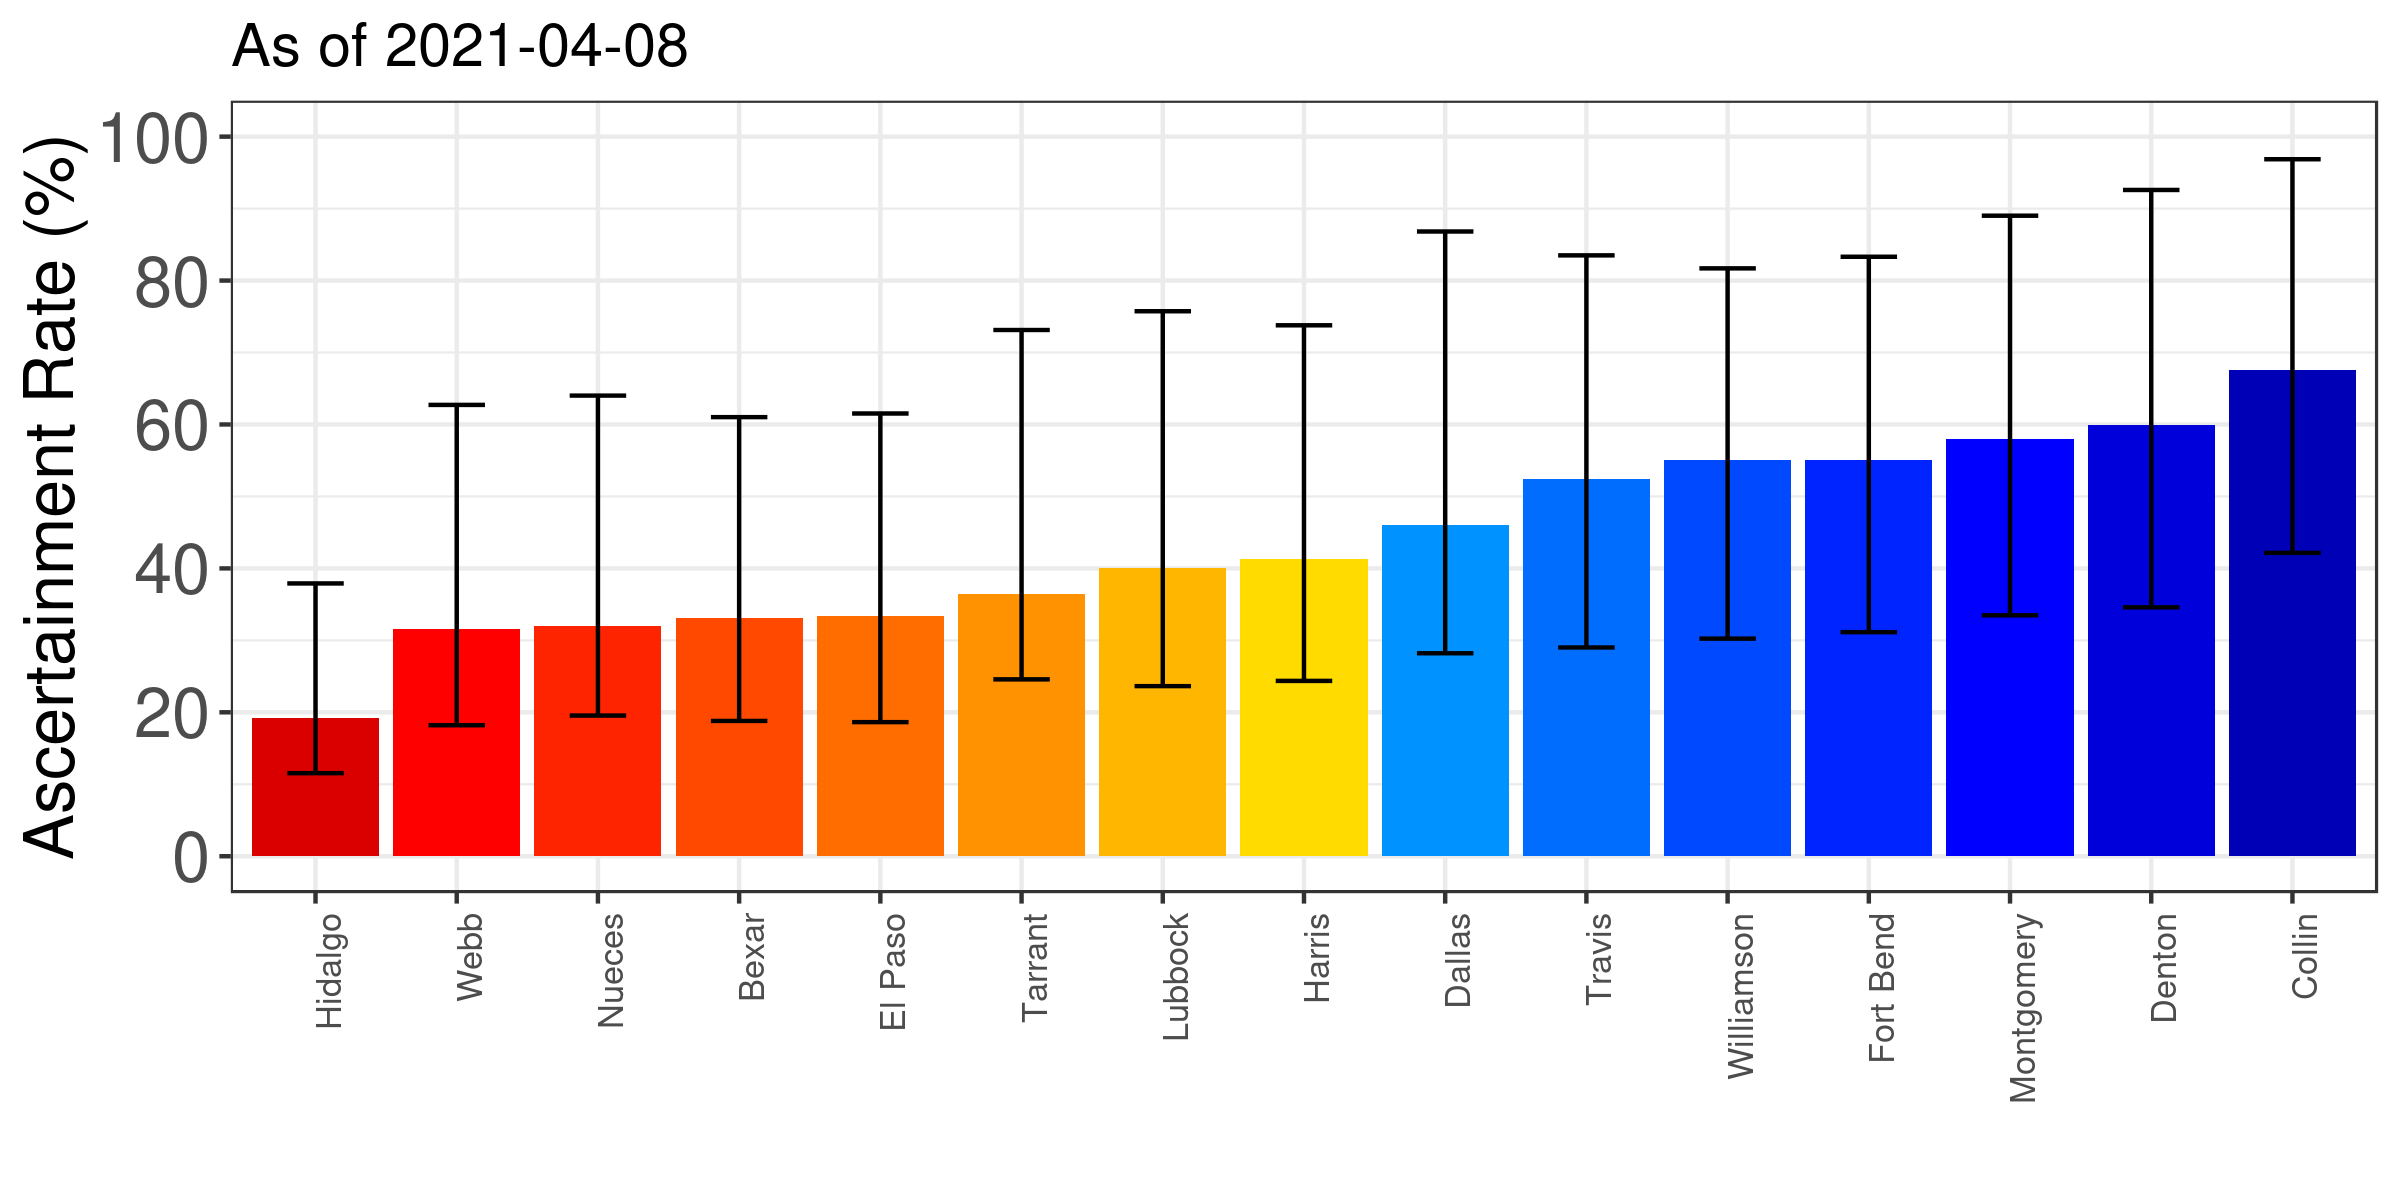 As of 2021-04-08
Ascertainment Rate (%)
100
80
60
40
20
0
Hidalgo
Webb
Nueces
Bexar
El Paso
Tarrant
Lubbock
Harris
Dallas
Travis
Williamson
Fort Bend
Montgomery
Denton
Collin